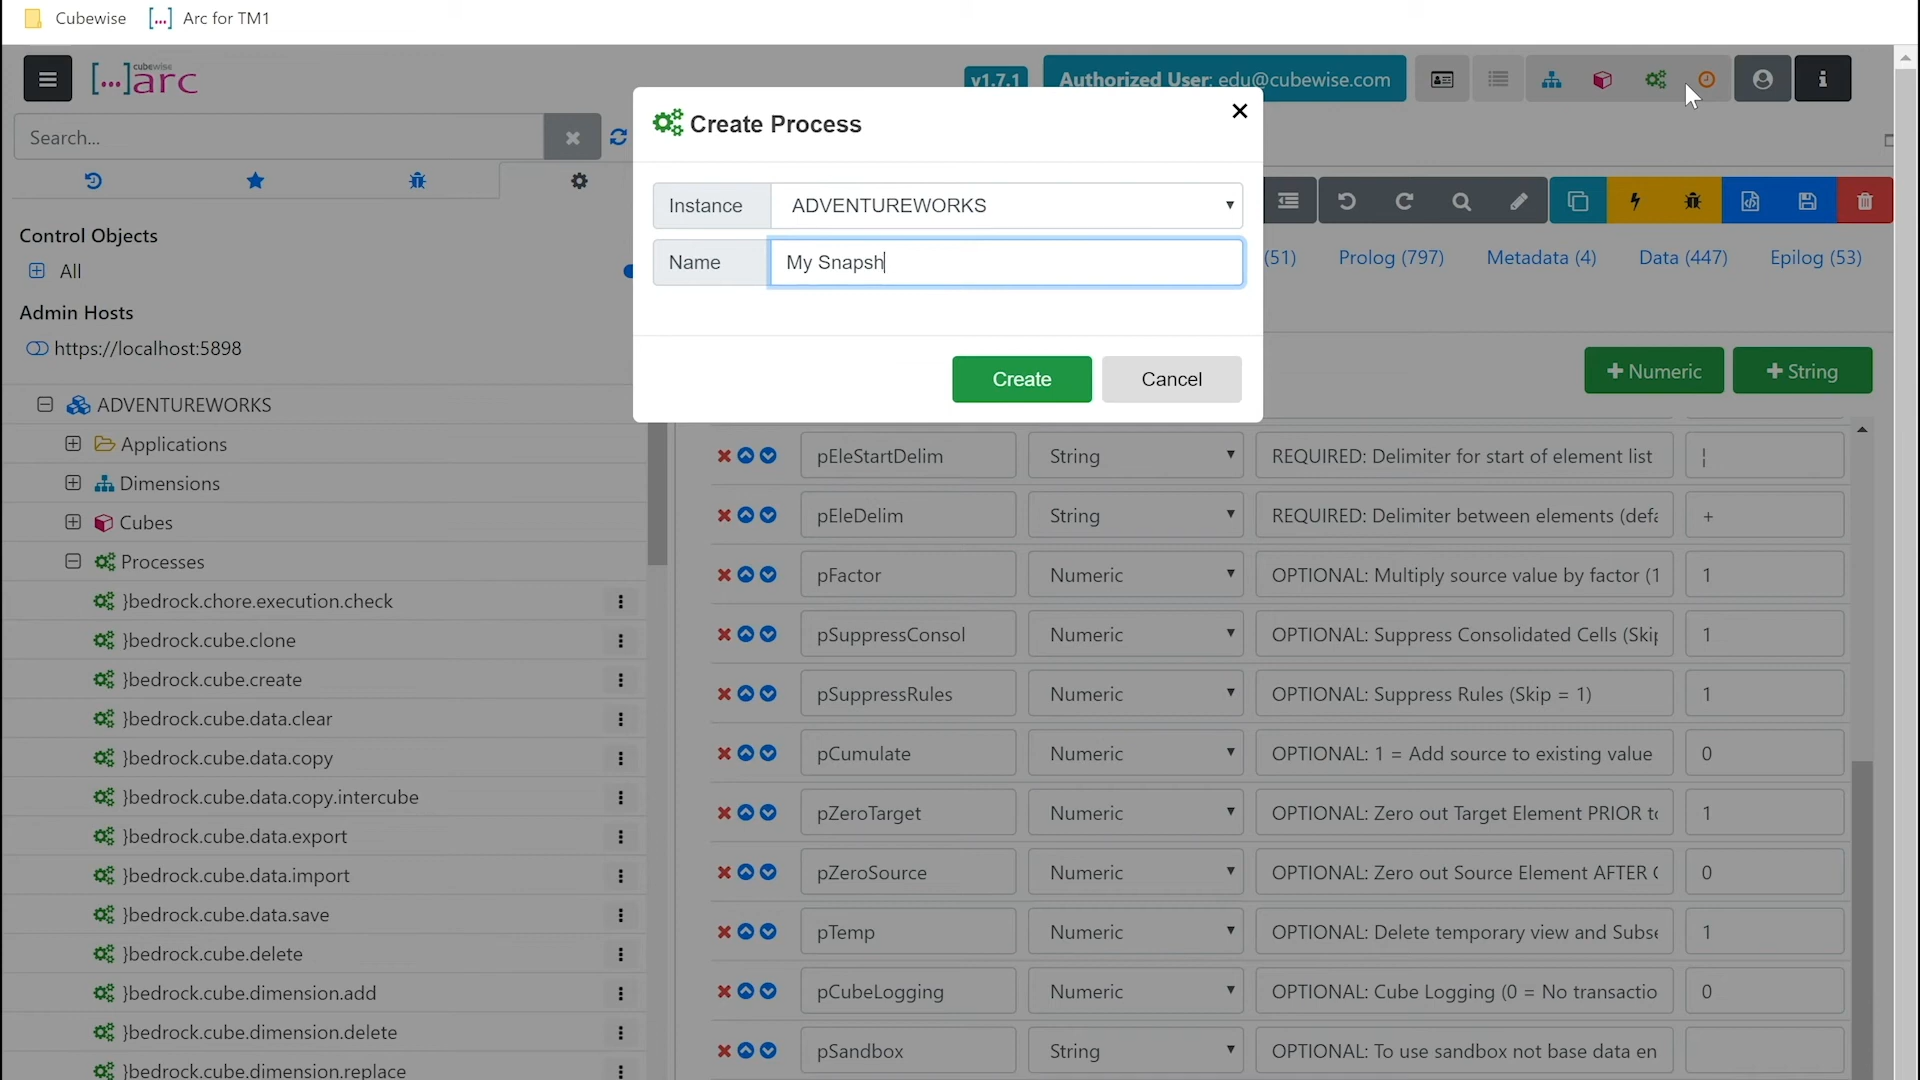 Cubewise
[...] Arc for TM1
[...]arc
cubewise
v1.7.1
Authorized User: edu@cubewise.com
Search...
Create Process
Instance
ADVENTUREWORKS
Name
My Snapsh
Create
Cancel
Control Objects
All
Admin Hosts
https://localhost:5898
ADVENTUREWORKS
Applications
Dimensions
Cubes
Processes
}bedrock.chore.execution.check
}bedrock.cube.clone
}bedrock.cube.create
}bedrock.cube.data.clear
}bedrock.cube.data.copy
}bedrock.cube.data.copy.intercube
}bedrock.cube.data.export
}bedrock.cube.data.import
}bedrock.cube.data.save
}bedrock.cube.delete
}bedrock.cube.dimension.add
}bedrock.cube.dimension.delete
}bedrock.cube.dimension.replace
(51) Prolog (797) Metadata (4) Data (447) Epilog (53)
+ Numeric + String
pEleStartDelim String REQUIRED: Delimiter for start of element list ¦
pEleDelim String REQUIRED: Delimiter between elements (defa +
pFactor Numeric OPTIONAL: Multiply source value by factor (1 1
pSuppressConsol Numeric OPTIONAL: Suppress Consolidated Cells (Skip 1
pSuppressRules Numeric OPTIONAL: Suppress Rules (Skip = 1) 1
pCumulate Numeric OPTIONAL: 1 = Add source to existing value 0
pZeroTarget Numeric OPTIONAL: Zero out Target Element PRIOR to 1
pZeroSource Numeric OPTIONAL: Zero out Source Element AFTER C 0
pTemp Numeric OPTIONAL: Delete temporary view and Subse 1
pCubeLogging Numeric OPTIONAL: Cube Logging (0 = No transactio 0
pSandbox String OPTIONAL: To use sandbox not base data en